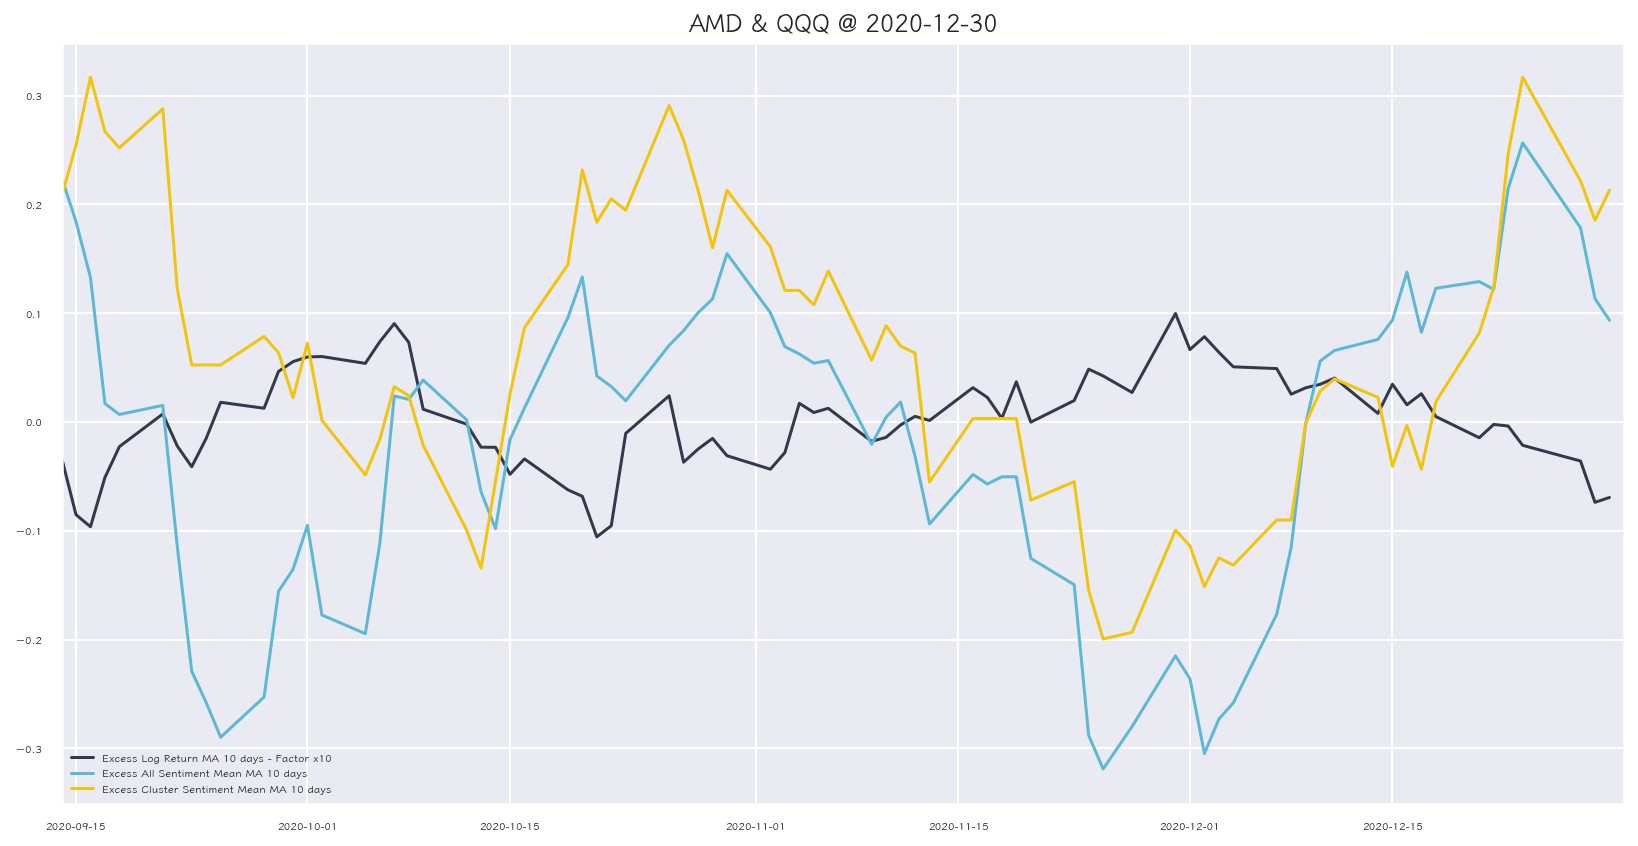 AMD & QQQ @ 2020-12-30
0.3
0.2
0.1
0.0
−0.1
−0.2
−0.3
Excess Log Return MA 10 days - Factor x10
Excess All Sentiment Mean MA 10 days
Excess Cluster Sentiment Mean MA 10 days
2020-09-15 2020-10-01 2020-10-15 2020-11-01 2020-11-15 2020-12-01 2020-12-15